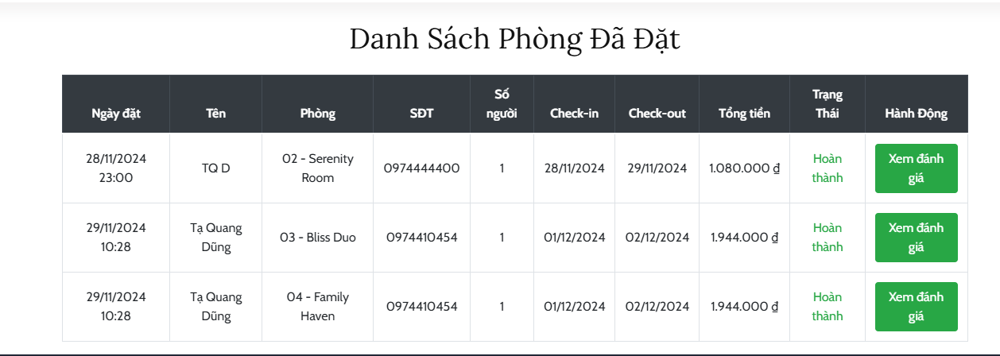 Danh Sách Phòng Đã Đặt
Ngày đặt Tên Phòng SĐT Số người Check-in Check-out Tổng tiền Trạng Thái Hành Động
28/11/2024 23:00 TQ D 02 - Serenity Room 0974444400 1 28/11/2024 29/11/2024 1.080.000 ₫ Hoàn thành Xem đánh giá
29/11/2024 10:28 Tạ Quang Dũng 03 - Bliss Duo 0974410454 1 01/12/2024 02/12/2024 1.944.000 ₫ Hoàn thành Xem đánh giá
29/11/2024 10:28 Tạ Quang Dũng 04 - Family Haven 0974410454 1 01/12/2024 02/12/2024 1.944.000 ₫ Hoàn thành Xem đánh giá